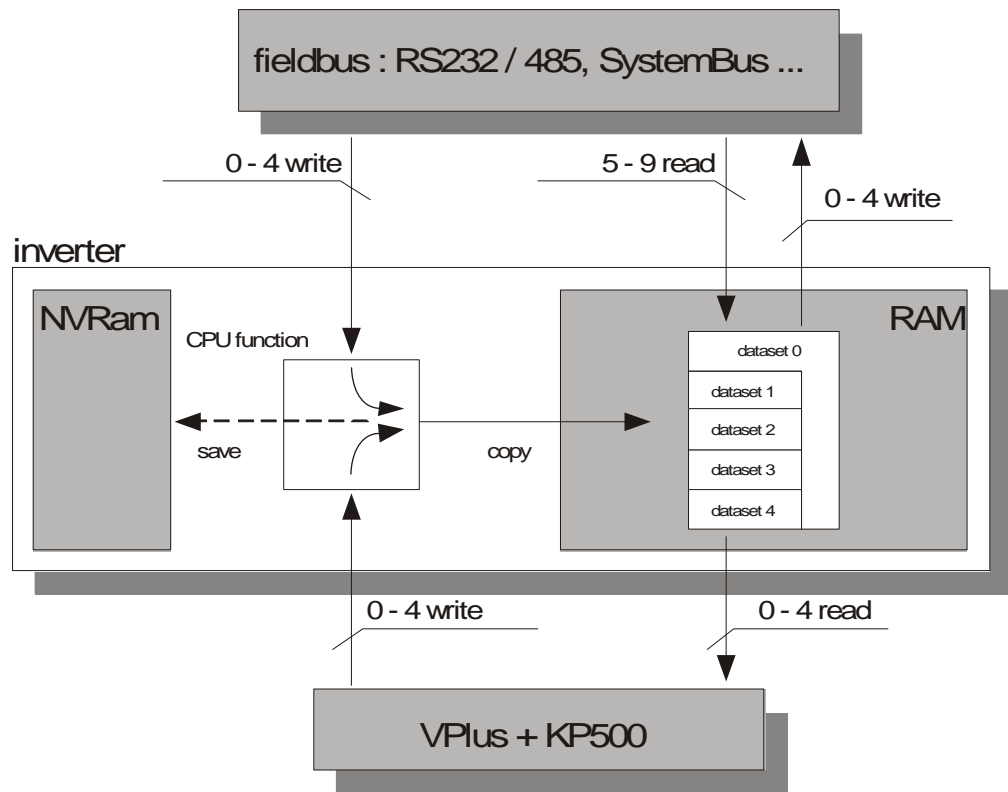 fieldbus : RS232 / 485, SystemBus ...
0 - 4 write
5 - 9 read
0 - 4 write
inverter
NVRam
RAM
CPU function
dataset 0
dataset 1
dataset 2
dataset 3
dataset 4
save
copy
0 - 4 write
0 - 4 read
VPlus + KP500